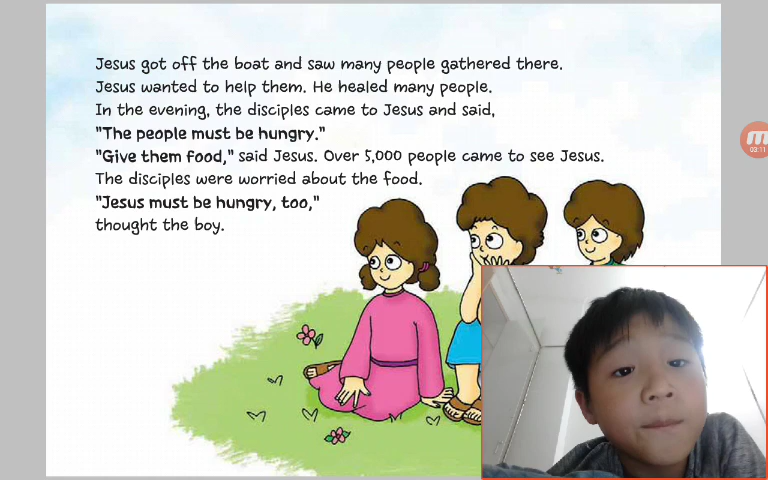 Jesus got off the boat and saw many people gathered there.
Jesus wanted to help them. He healed many people.
In the evening, the disciples came to Jesus and said,
"The people must be hungry."
"Give them food," said Jesus. Over 5,000 people came to see Jesus.
The disciples were worried about the food.
"Jesus must be hungry, too,"
thought the boy.
00:11